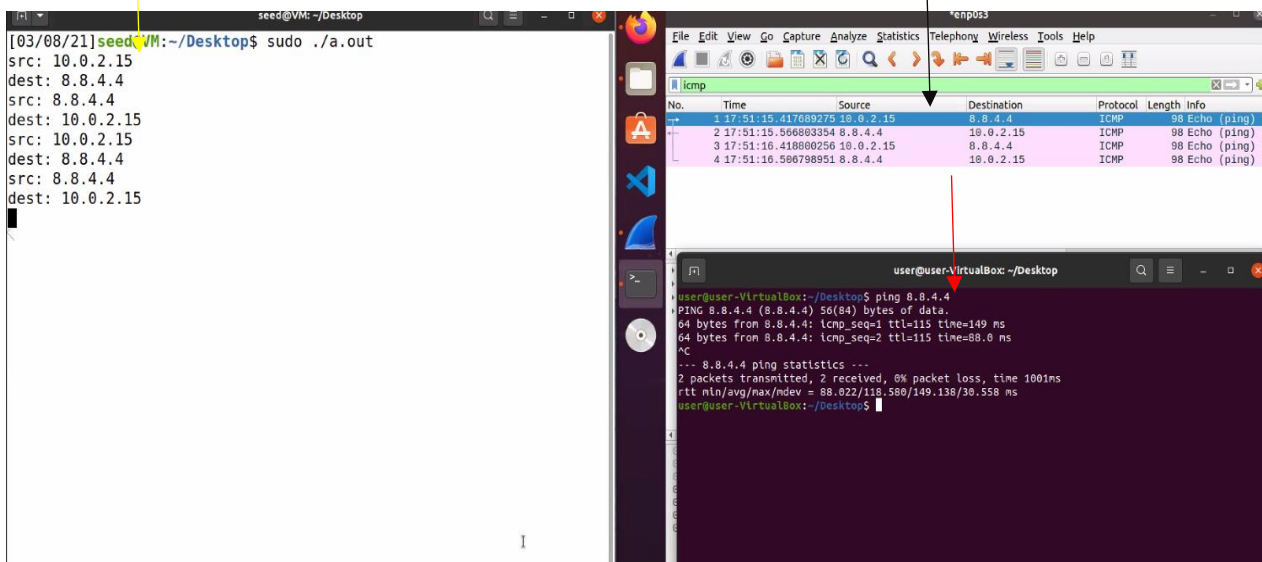 seed@VM: ~/Desktop
[03/08/21]seed@VM:~/Desktop$ sudo ./a.out
src: 10.0.2.15
dest: 8.8.4.4
src: 8.8.4.4
dest: 10.0.2.15
src: 10.0.2.15
dest: 8.8.4.4
src: 8.8.4.4
dest: 10.0.2.15
*enp0s3
File Edit View Go Capture Analyze Statistics Telephony Wireless Tools Help
icmp
No. Time Source Destination Protocol Length Info
1 17:51:15.417689275 10.0.2.15 8.8.4.4 ICMP 98 Echo (ping)
2 17:51:15.566803354 8.8.4.4 10.0.2.15 ICMP 98 Echo (ping)
3 17:51:16.418800256 10.0.2.15 8.8.4.4 ICMP 98 Echo (ping)
4 17:51:16.506798951 8.8.4.4 10.0.2.15 ICMP 98 Echo (ping)
user@user-VirtualBox: ~/Desktop
user@user-VirtualBox:~/Desktop$ ping 8.8.4.4
PING 8.8.4.4 (8.8.4.4) 56(84) bytes of data.
64 bytes from 8.8.4.4: icmp_seq=1 ttl=115 time=149 ms
64 bytes from 8.8.4.4: icmp_seq=2 ttl=115 time=88.0 ms
^C
--- 8.8.4.4 ping statistics ---
2 packets transmitted, 2 received, 0% packet loss, time 1001ms
rtt min/avg/max/mdev = 88.022/118.580/149.138/30.558 ms
user@user-VirtualBox:~/Desktop$